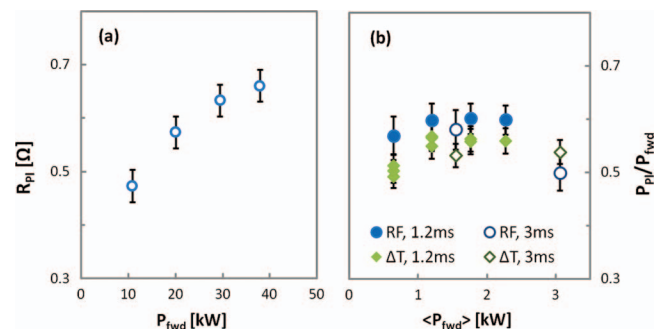 (a)
0.7
0.5
0.3
R_Pl [Ω]
0 10 20 30 40 50
P_fwd [kW]
(b)
0.7
0.5
0.3
P_Pl/P_fwd
RF, 1.2ms RF, 3ms
ΔT, 1.2ms ΔT, 3ms
0 1 2 3 4
<P_fwd> [kW]